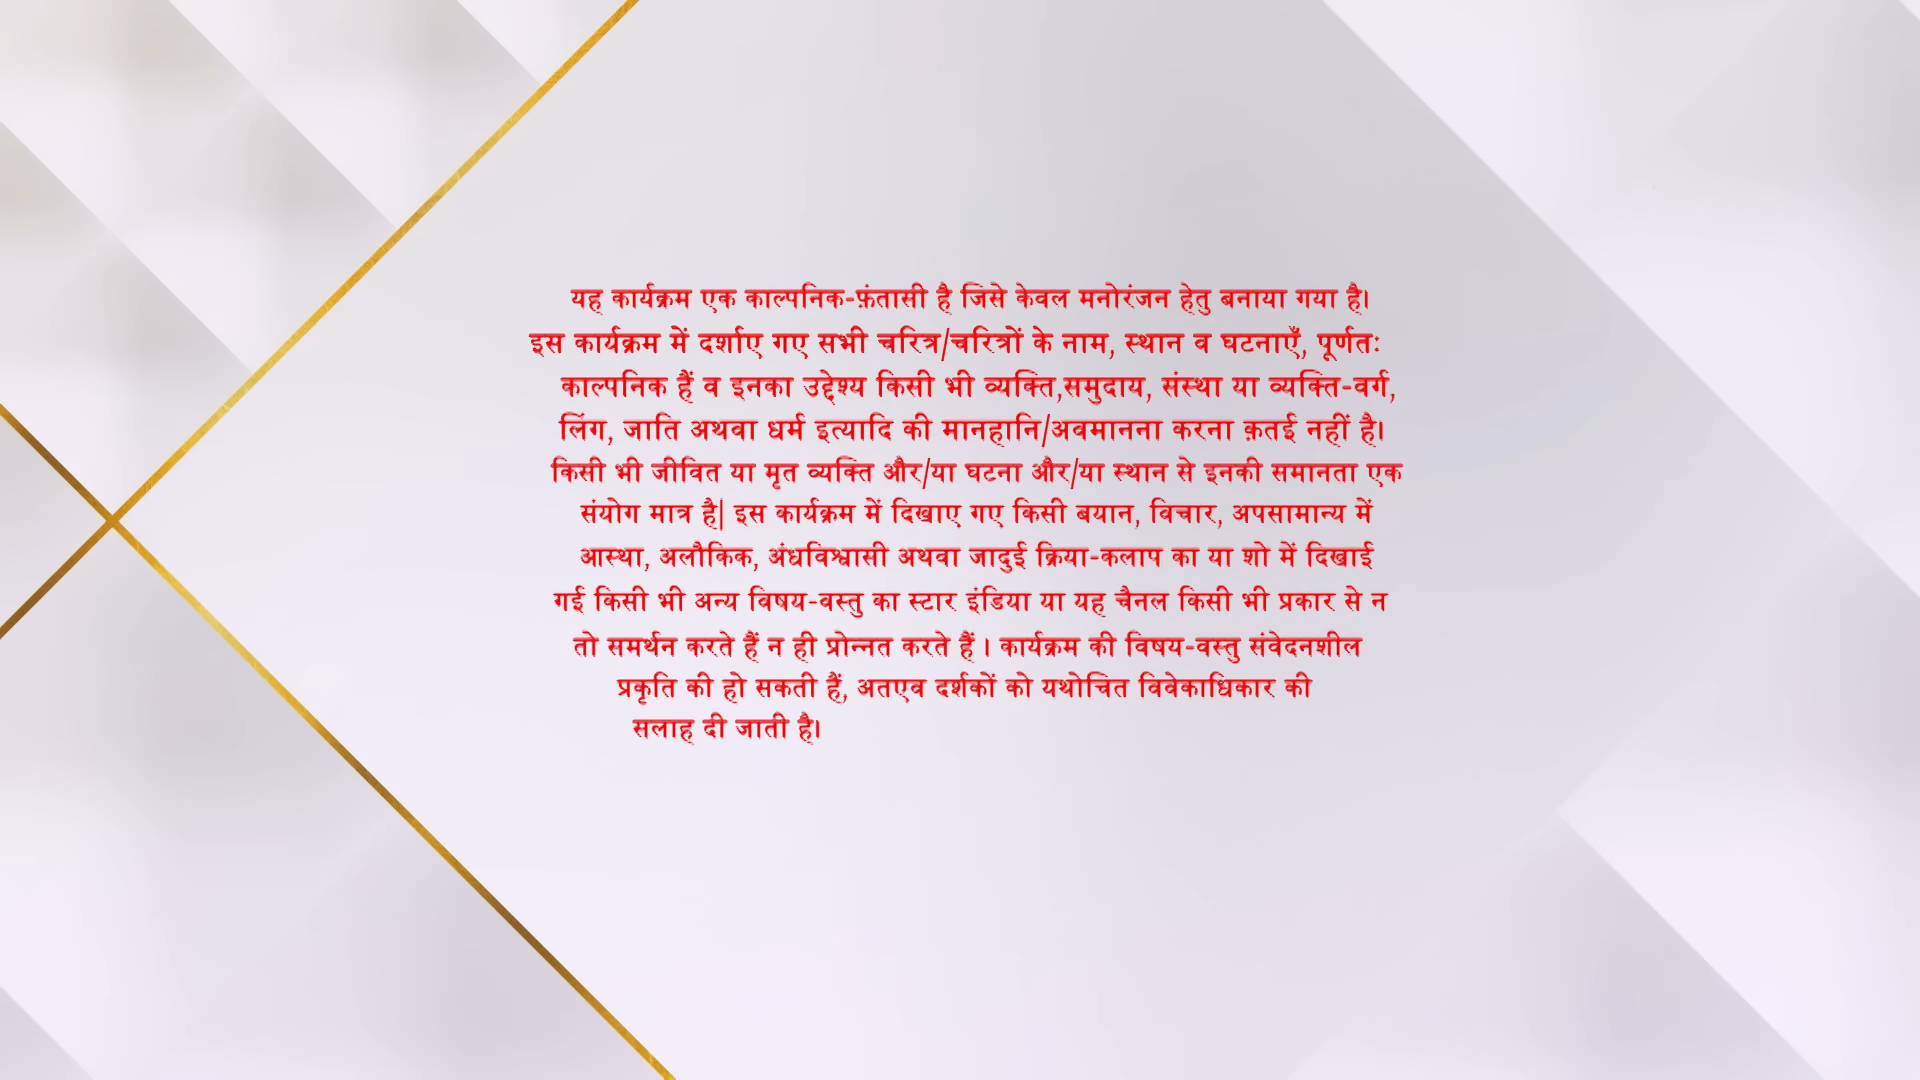 यह कार्यक्रम एक काल्पनिक-फ़ंतासी है जिसे केवल मनोरंजन हेतु बनाया गया है।
इस कार्यक्रम में दर्शाए गए सभी चरित्र/चरित्रों के नाम, स्थान व घटनाएँ, पूर्णतः
काल्पनिक हैं व इनका उद्देश्य किसी भी व्यक्ति,समुदाय, संस्था या व्यक्ति-वर्ग,
लिंग, जाति अथवा धर्म इत्यादि की मानहानि/अवमानना करना क़तई नहीं है।
किसी भी जीवित या मृत व्यक्ति और/या घटना और/या स्थान से इनकी समानता एक
संयोग मात्र है| इस कार्यक्रम में दिखाए गए किसी बयान, विचार, अपसामान्य में
आस्था, अलौकिक, अंधविश्वासी अथवा जादुई क्रिया-कलाप का या शो में दिखाई
गई किसी भी अन्य विषय-वस्तु का स्टार इंडिया या यह चैनल किसी भी प्रकार से न
तो समर्थन करते हैं न ही प्रोन्नत करते हैं । कार्यक्रम की विषय-वस्तु संवेदनशील
प्रकृति की हो सकती हैं, अतएव दर्शकों को यथोचित विवेकाधिकार की
सलाह दी जाती है।